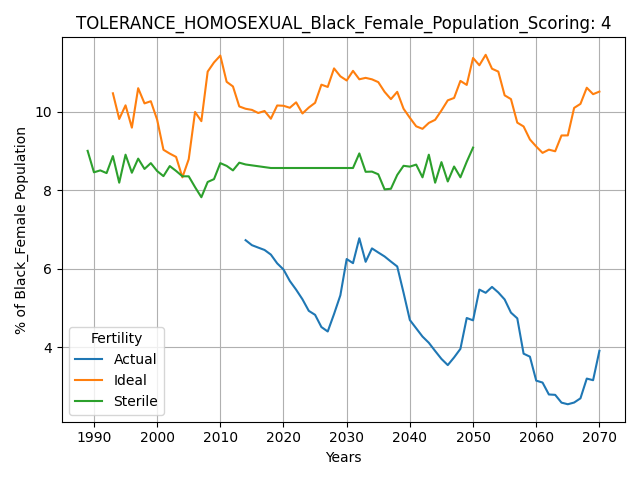 TOLERANCE_HOMOSEXUAL_Black_Female_Population_Scoring: 4
% of Black_Female Population
10
8
6
4
Fertility
Actual
Ideal
Sterile
1990 2000 2010 2020 2030 2040 2050 2060 2070
Years